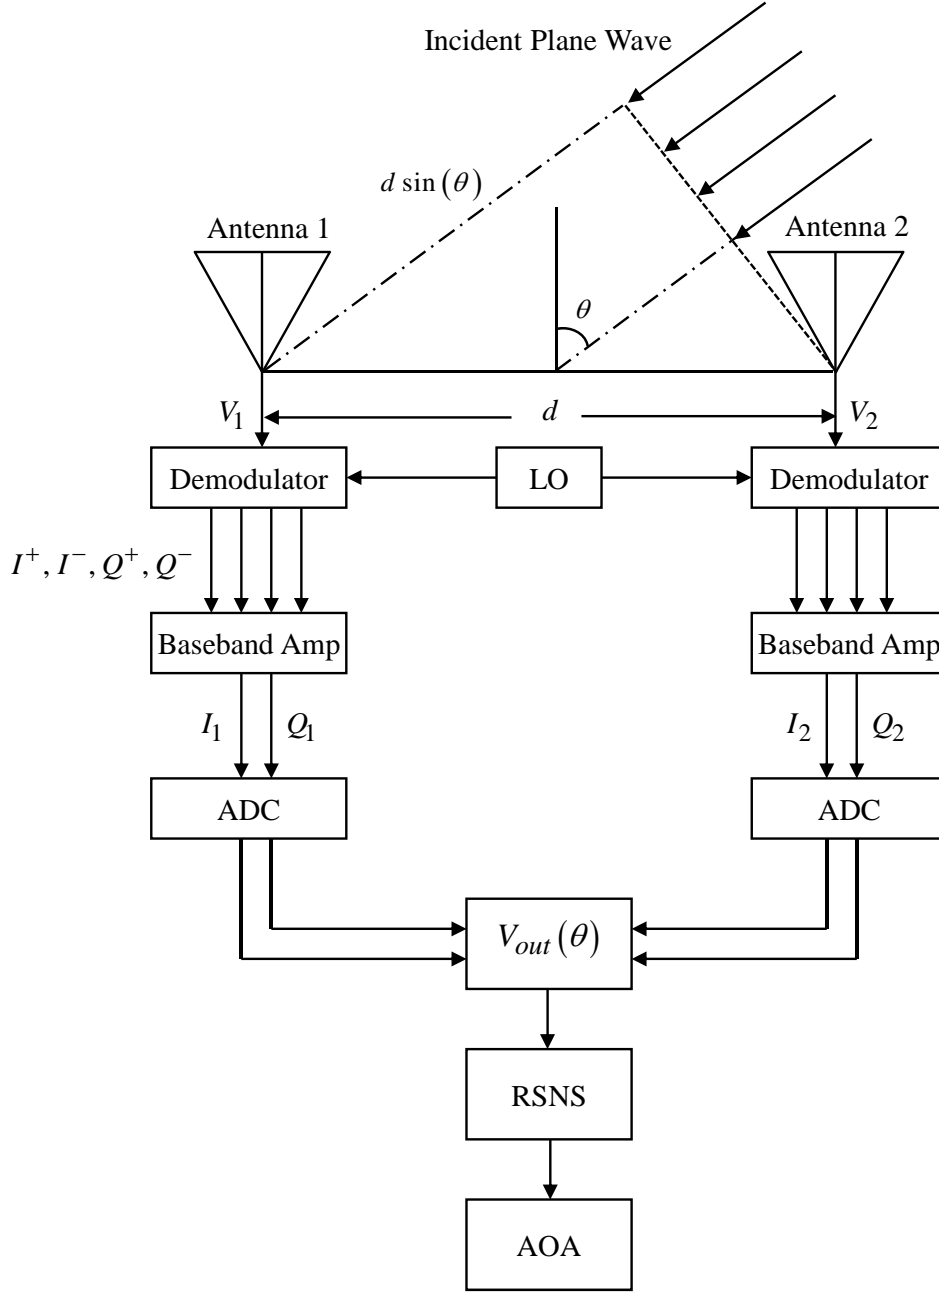 Incident Plane Wave
d sin(θ)
Antenna 1
Antenna 2
θ
V₁
d
V₂
Demodulator
LO
Demodulator
I⁺, I⁻, Q⁺, Q⁻
Baseband Amp
Baseband Amp
I₁ Q₁
I₂ Q₂
ADC
ADC
V_out(θ)
RSNS
AOA